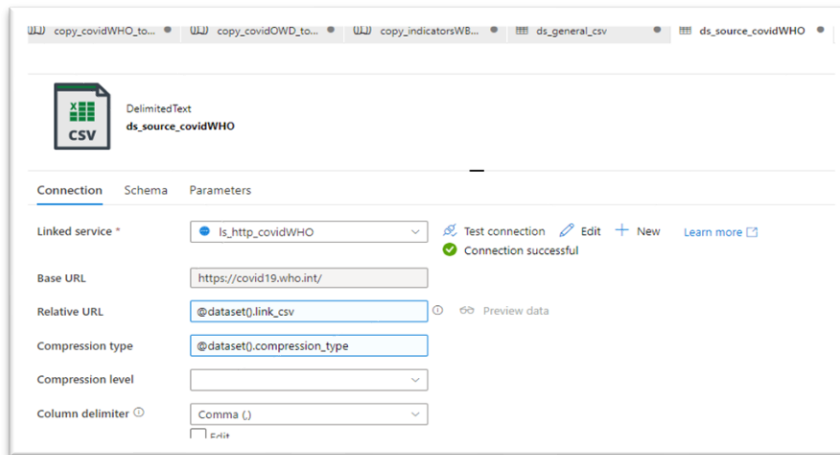 copy_covidWHO_to... copy_covidOWD_to... copy_indicatorsWB... ds_general_csv ds_source_covidWHO
CSV
DelimitedText
ds_source_covidWHO
Connection Schema Parameters
Linked service * ls_http_covidWHO Test connection Edit New Learn more
Connection successful
Base URL https://covid19.who.int/
Relative URL @dataset().link_csv Preview data
Compression type @dataset().compression_type
Compression level
Column delimiter Comma (,)
Edit